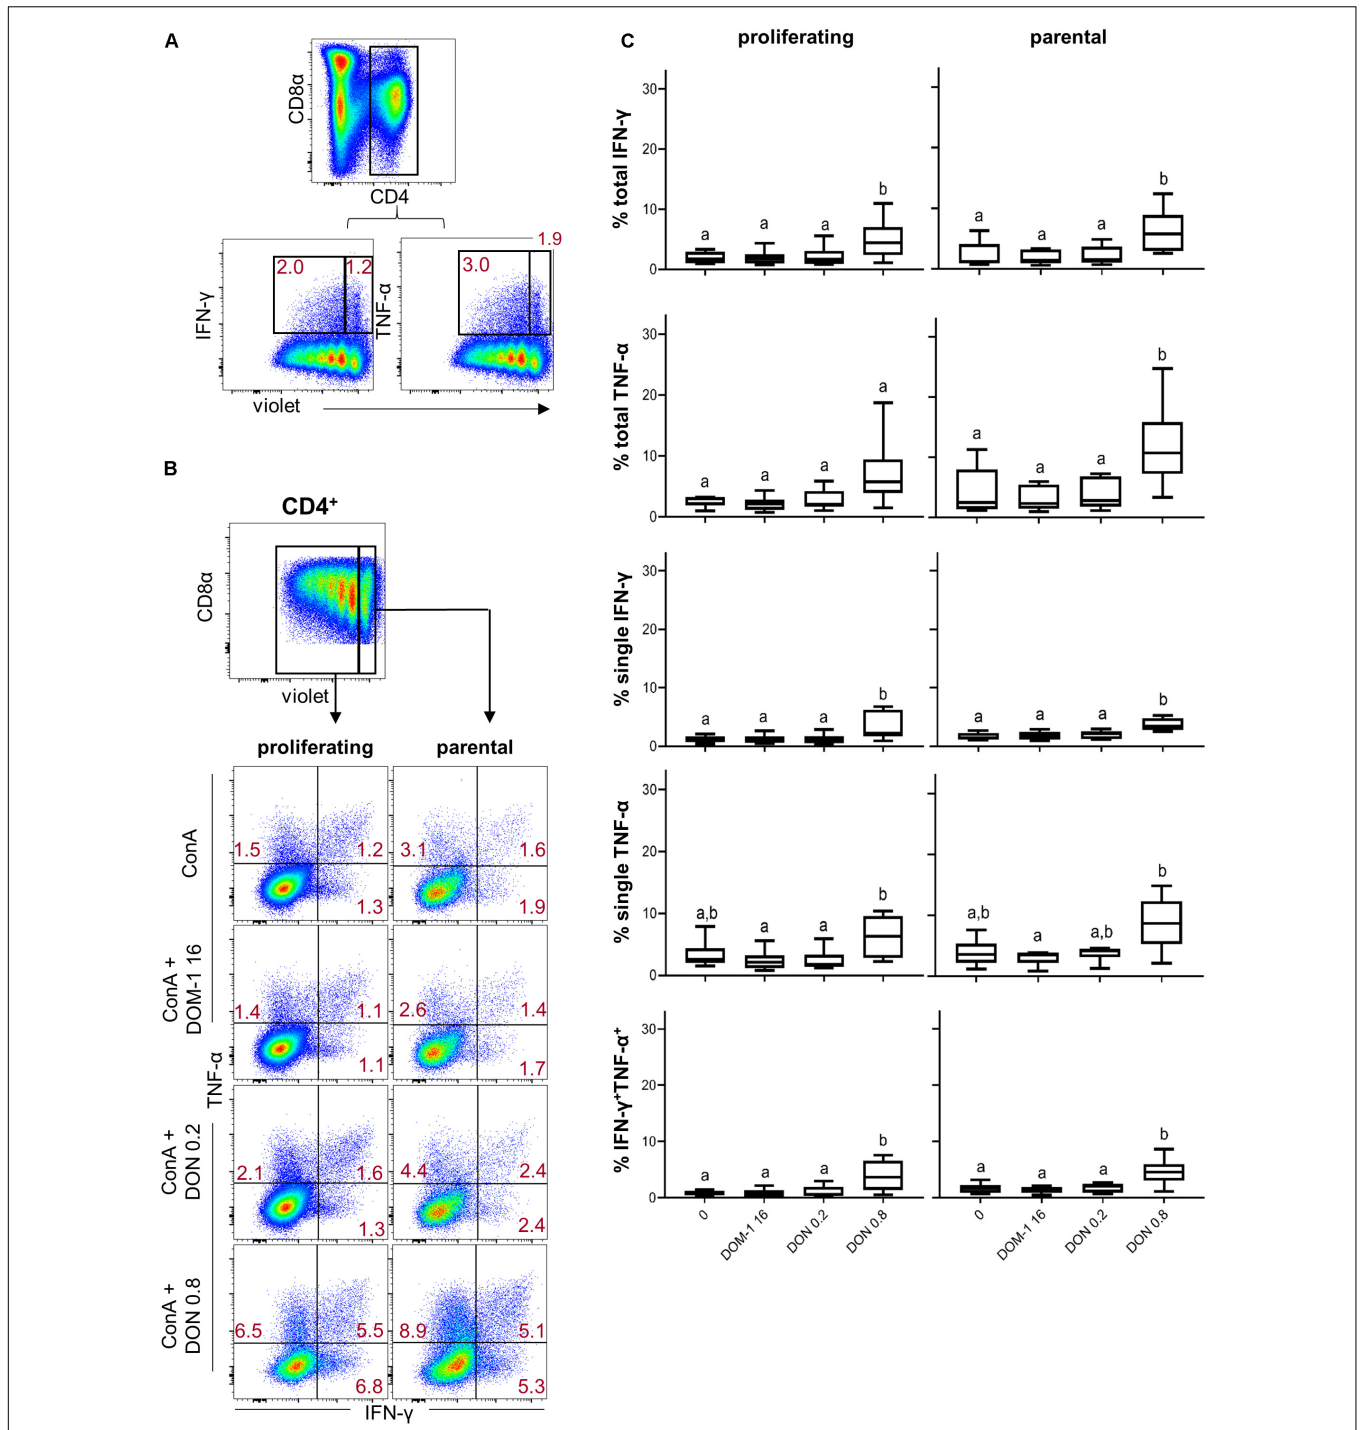 A
CD8α
CD4
IFN-γ
2.0
1.2
TNF-α
3.0
1.9
violet
B
CD4+
CD8α
violet
proliferating
parental
ConA
1.5
1.2
1.3
3.1
1.6
1.9
ConA +
DOM-1 16
1.4
1.1
1.1
2.6
1.4
1.7
TNF-α
ConA +
DON 0.2
2.1
1.6
1.3
4.4
2.4
2.4
ConA +
DON 0.8
6.5
5.5
6.8
8.9
5.1
5.3
IFN-γ
C
proliferating
parental
% total IFN-γ
30
20
10
0
a
a
a
b
a
a
a
b
% total TNF-α
30
20
10
0
a
a
a
a
a
a
a
b
% single IFN-γ
30
20
10
0
a
a
a
b
a
a
a
b
% single TNF-α
30
20
10
0
a,b
a
a
b
a,b
a
a,b
b
% IFN-γ+TNF-α+
30
20
10
0
a
a
a
b
a
a
a
b
0
DOM-1 16
DON 0.2
DON 0.8
0
DOM-1 16
DON 0.2
DON 0.8